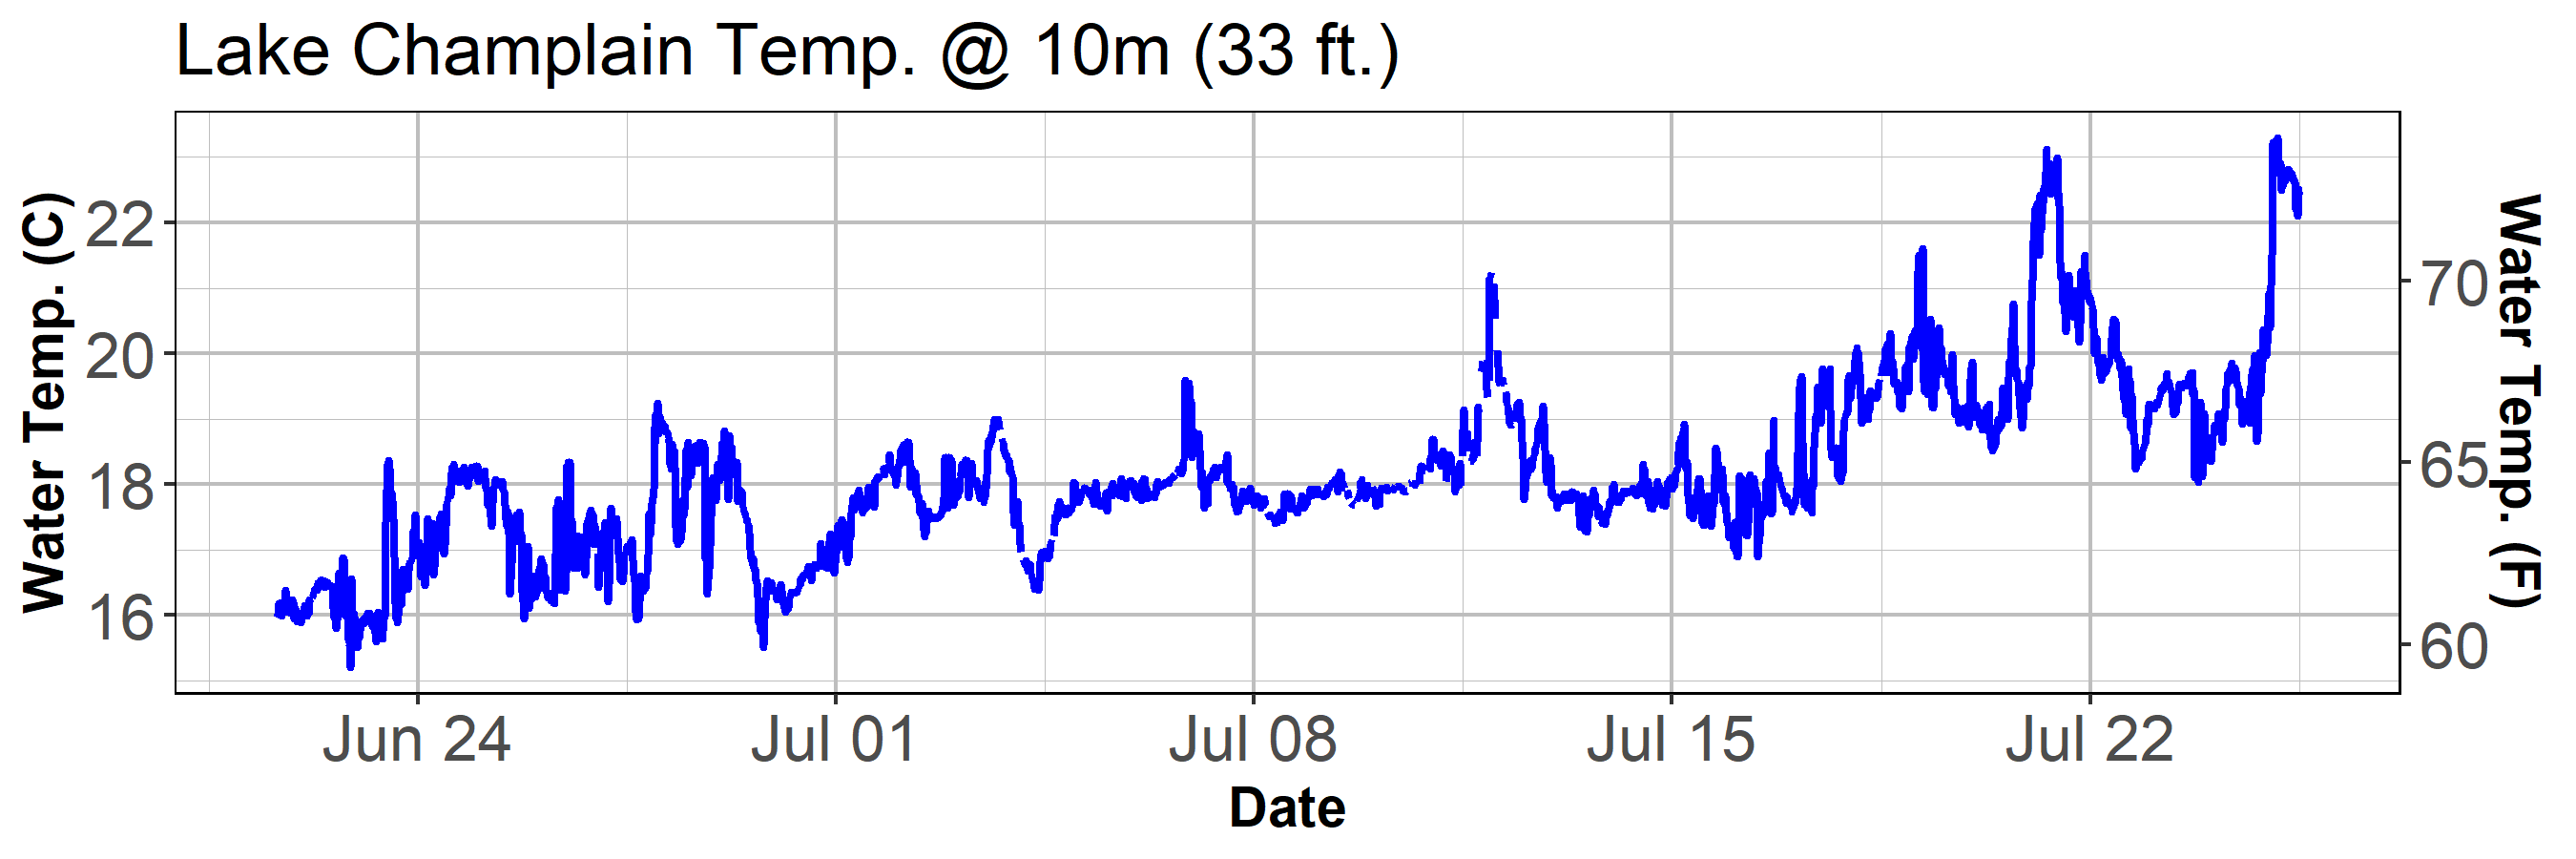 Lake Champlain Temp. @ 10m (33 ft.)
Water Temp. (C)
22
20
18
16
70
65
60
Water Temp. (F)
Jun 24
Jul 01
Jul 08
Jul 15
Jul 22
Date